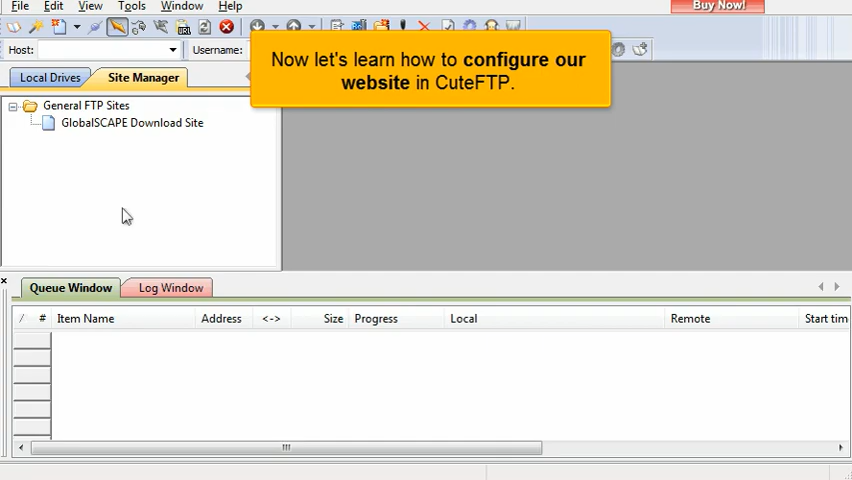 File Edit View Tools Window Help Buy Now!
Host: Username:
Now let's learn how to configure our
website in CuteFTP.
Local Drives Site Manager
General FTP Sites
GlobalSCAPE Download Site
Queue Window Log Window
/ # Item Name Address <-> Size Progress Local Remote Start tim